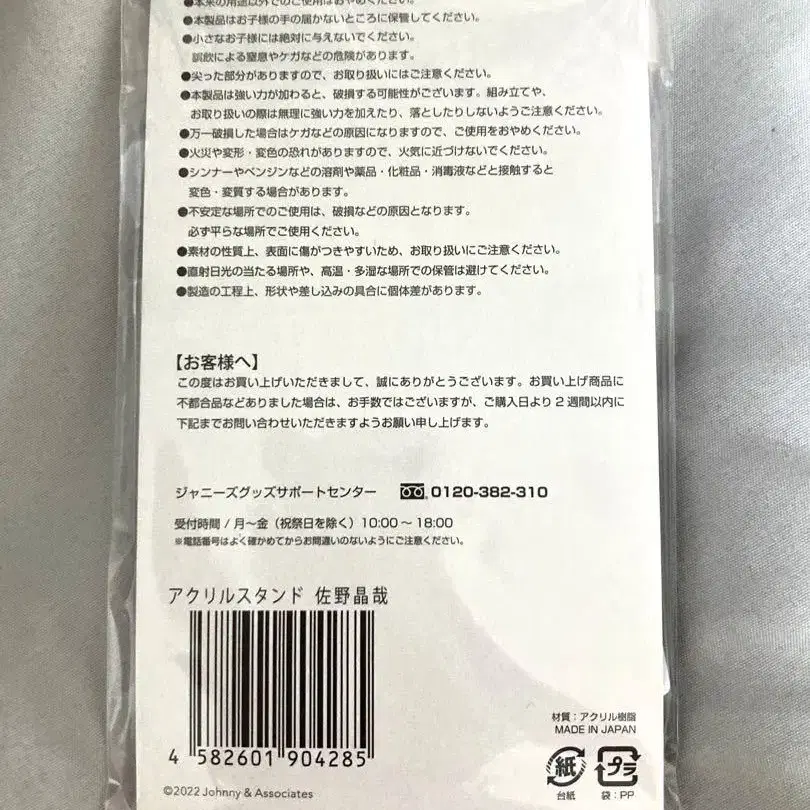 ●本来の用途以外でのご使用はおやめください。
●本製品はお子様の手の届かないところに保管してください。
●小さなお子様には絶対に与えないでください。
誤飲による窒息やケガなどの危険があります。
●尖った部分がありますので、お取り扱いにはご注意ください。
●本製品は強い力が加わると、破損する可能性がございます。組み立てや、
お取り扱いの際は無理に強い力を加えたり、落としたりしないようご注意ください。
●万一破損した場合はケガなどの原因になりますので、ご使用をおやめください。
●火災や変形・変色の恐れがありますので、火気に近づけないでください。
●シンナーやベンジンなどの溶剤や薬品・化粧品・消毒液などと接触すると
変色・変質する場合があります。
●不安定な場所でのご使用は、破損などの原因となります。
必ず平らな場所でご使用ください。
●素材の性質上、表面に傷がつきやすいため、お取り扱いにご注意ください。
●直射日光の当たる場所や、高温・多湿な場所での保管は避けてください。
●製造の工程上、形状や差し込みの具合に個体差があります。
【お客様へ】
この度はお買い上げいただきまして、誠にありがとうございます。お買い上げ商品に
不都合品などありました場合は、お手数ではございますが、ご購入日より2週間以内に
下記までお問い合わせいただきますようお願い申し上げます。
ジャニーズグッズサポートセンター 0120-382-310
受付時間/月～金（祝祭日を除く）10:00～18:00
※電話番号はよく確かめてからお間違いのないようにご注意ください。
アクリルスタンド 佐野晶哉
4 582601 904285
材質：アクリル樹脂
MADE IN JAPAN
紙 プラ
台紙 袋：PP
©2022 Johnny & Associates